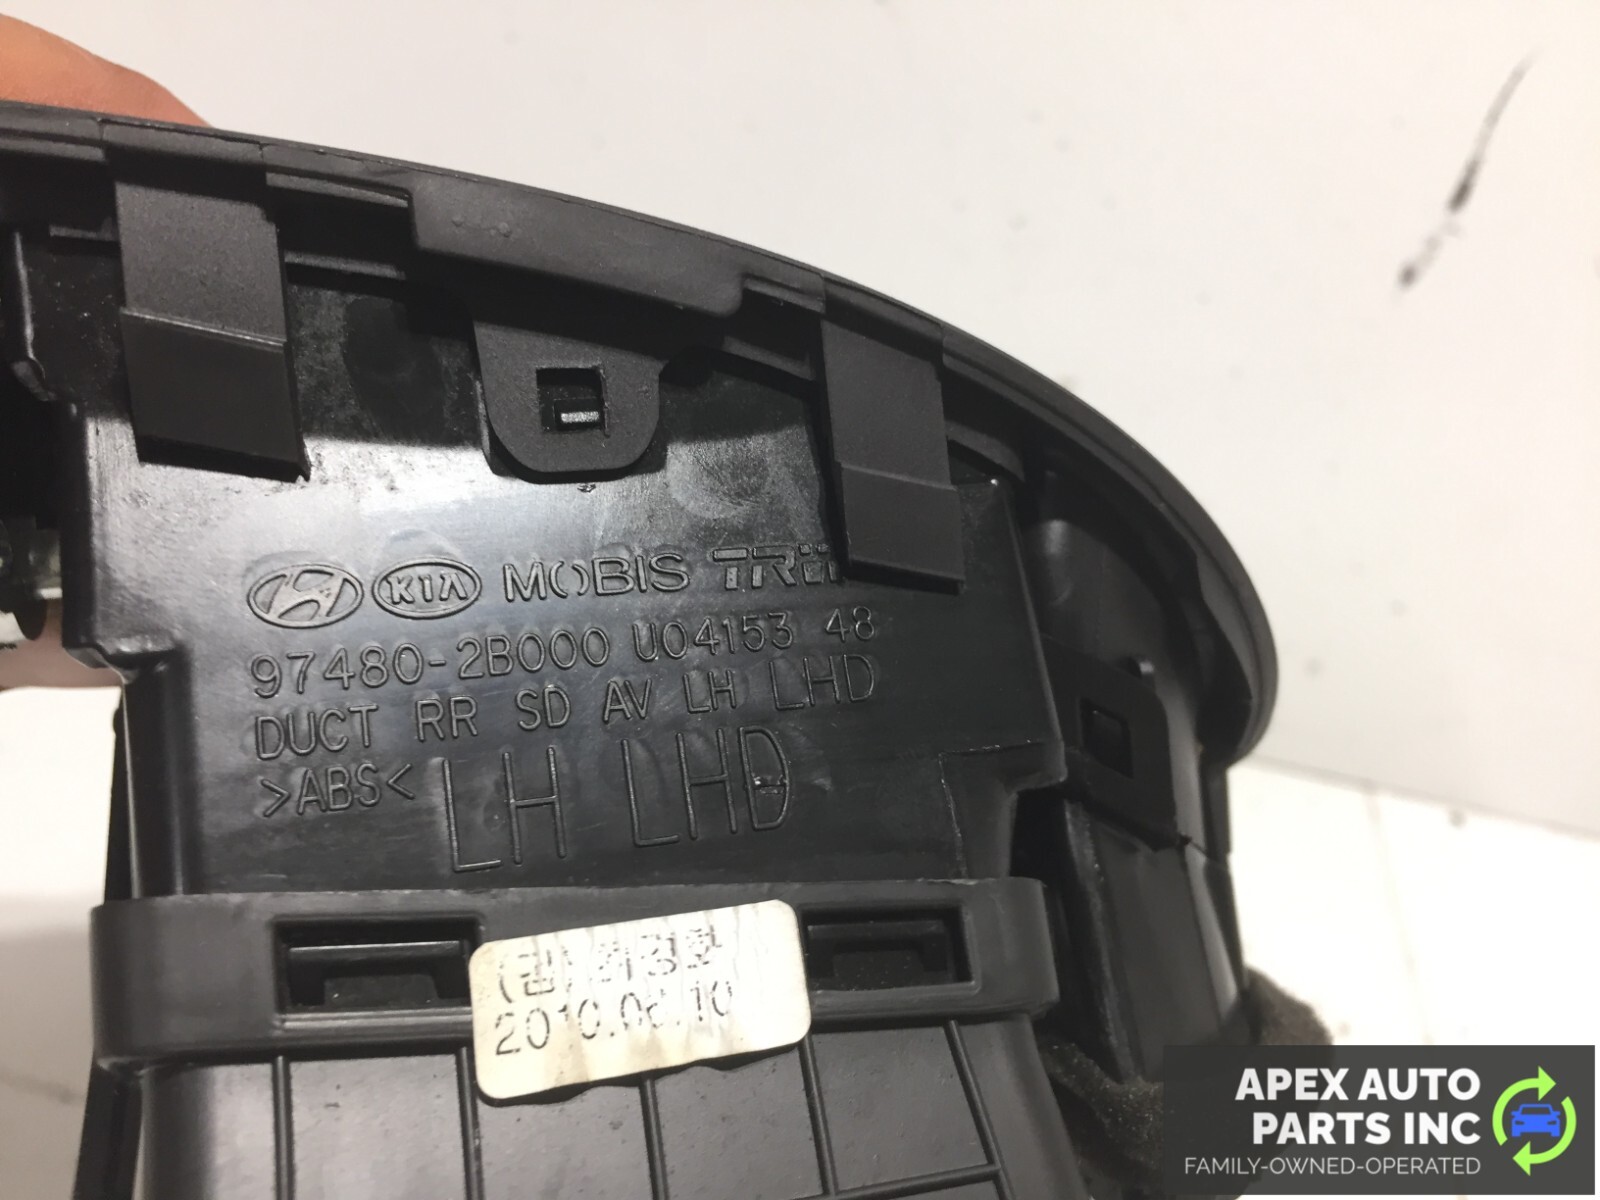 KIA MOBIS
97480-2B000 U04153 48
DUCT RR SD AV LH LHD
>ABS< LH LHD
APEX AUTO
PARTS INC
FAMILY-OWNED-OPERATED